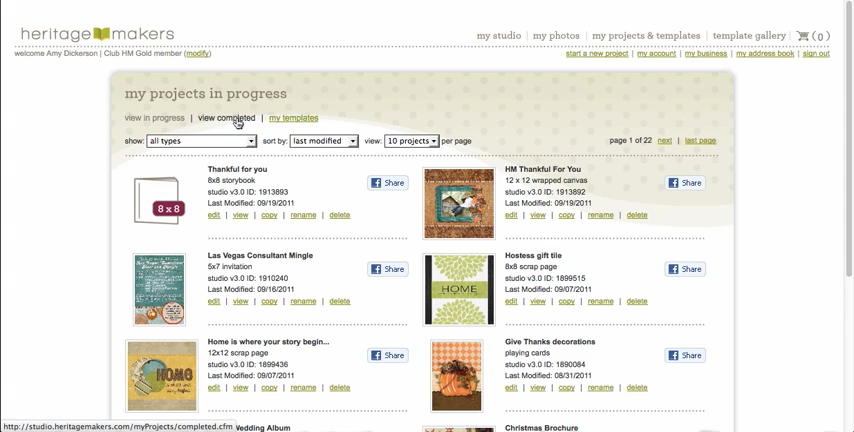 heritage makers
my studio | my photos | my projects & templates | template gallery | (0)
welcome Amy Dickerson | Club HM Gold member (modify)
start a new project | my account | my business | my address book | sign out
my projects in progress
view in progress | view completed | my templates
show: all types sort by: last modified view: 10 projects per page
page 1 of 22 next | last page
Thankful for you
8x8 storybook
studio v3.0 ID: 1913893
Last Modified: 09/19/2011
edit | view | copy | rename | delete
Share
8 x 8
HM Thankful For You
12 x 12 wrapped canvas
studio v3.0 ID: 1913892
Last Modified: 09/19/2011
edit | view | copy | rename | delete
Share
Las Vegas Consultant Mingle
5x7 invitation
studio v3.0 ID: 1910240
Last Modified: 09/16/2011
edit | view | copy | rename | delete
Share
Hostess gift tile
8x8 scrap page
studio v3.0 ID: 1899515
Last Modified: 09/07/2011
edit | view | copy | rename | delete
Share
HOME
Home is where your story begin...
12x12 scrap page
studio v3.0 ID: 1899436
Last Modified: 09/07/2011
edit | view | copy | rename | delete
Share
HOME
Give Thanks decorations
playing cards
studio v3.0 ID: 1890084
Last Modified: 08/31/2011
edit | view | copy | rename | delete
Share
Wedding Album
Christmas Brochure
http://studio.heritagemakers.com/myProjects/completed.cfm